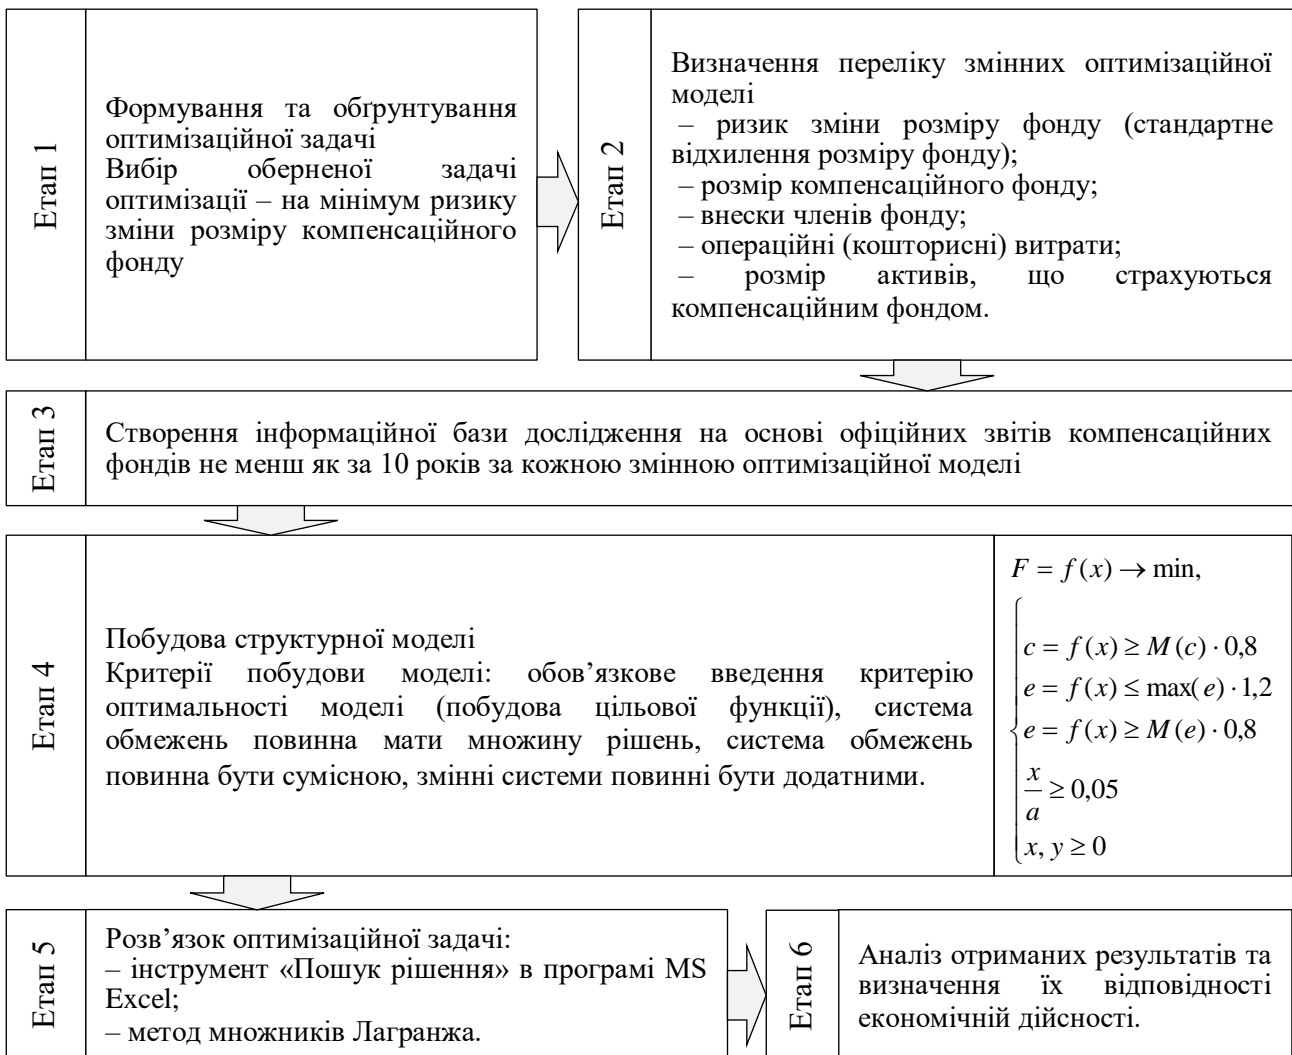 Етап 1
Формування та обґрунтування
оптимізаційної задачі
Вибір оберненої задачі
оптимізації – на мінімум ризику
зміни розміру компенсаційного
фонду
Етап 2
Визначення переліку змінних оптимізаційної
моделі
– ризик зміни розміру фонду (стандартне
відхилення розміру фонду);
– розмір компенсаційного фонду;
– внески членів фонду;
– операційні (кошторисні) витрати;
– розмір активів, що страхуються
компенсаційним фондом.
Етап 3
Створення інформаційної бази дослідження на основі офіційних звітів компенсаційних
фондів не менш як за 10 років за кожною змінною оптимізаційної моделі
Етап 4
Побудова структурної моделі
Критерії побудови моделі: обов’язкове введення критерію
оптимальності моделі (побудова цільової функції), система
обмежень повинна мати множину рішень, система обмежень
повинна бути сумісною, змінні системи повинні бути додатними.
F = f(x) → min,
c = f(x) ≥ M(c) · 0,8
e = f(x) ≤ max(e) · 1,2
e = f(x) ≥ M(e) · 0,8
x/a ≥ 0,05
x, y ≥ 0
Етап 5
Розв’язок оптимізаційної задачі:
– інструмент «Пошук рішення» в програмі MS
Excel;
– метод множників Лагранжа.
Етап 6
Аналіз отриманих результатів та
визначення їх відповідності
економічній дійсності.